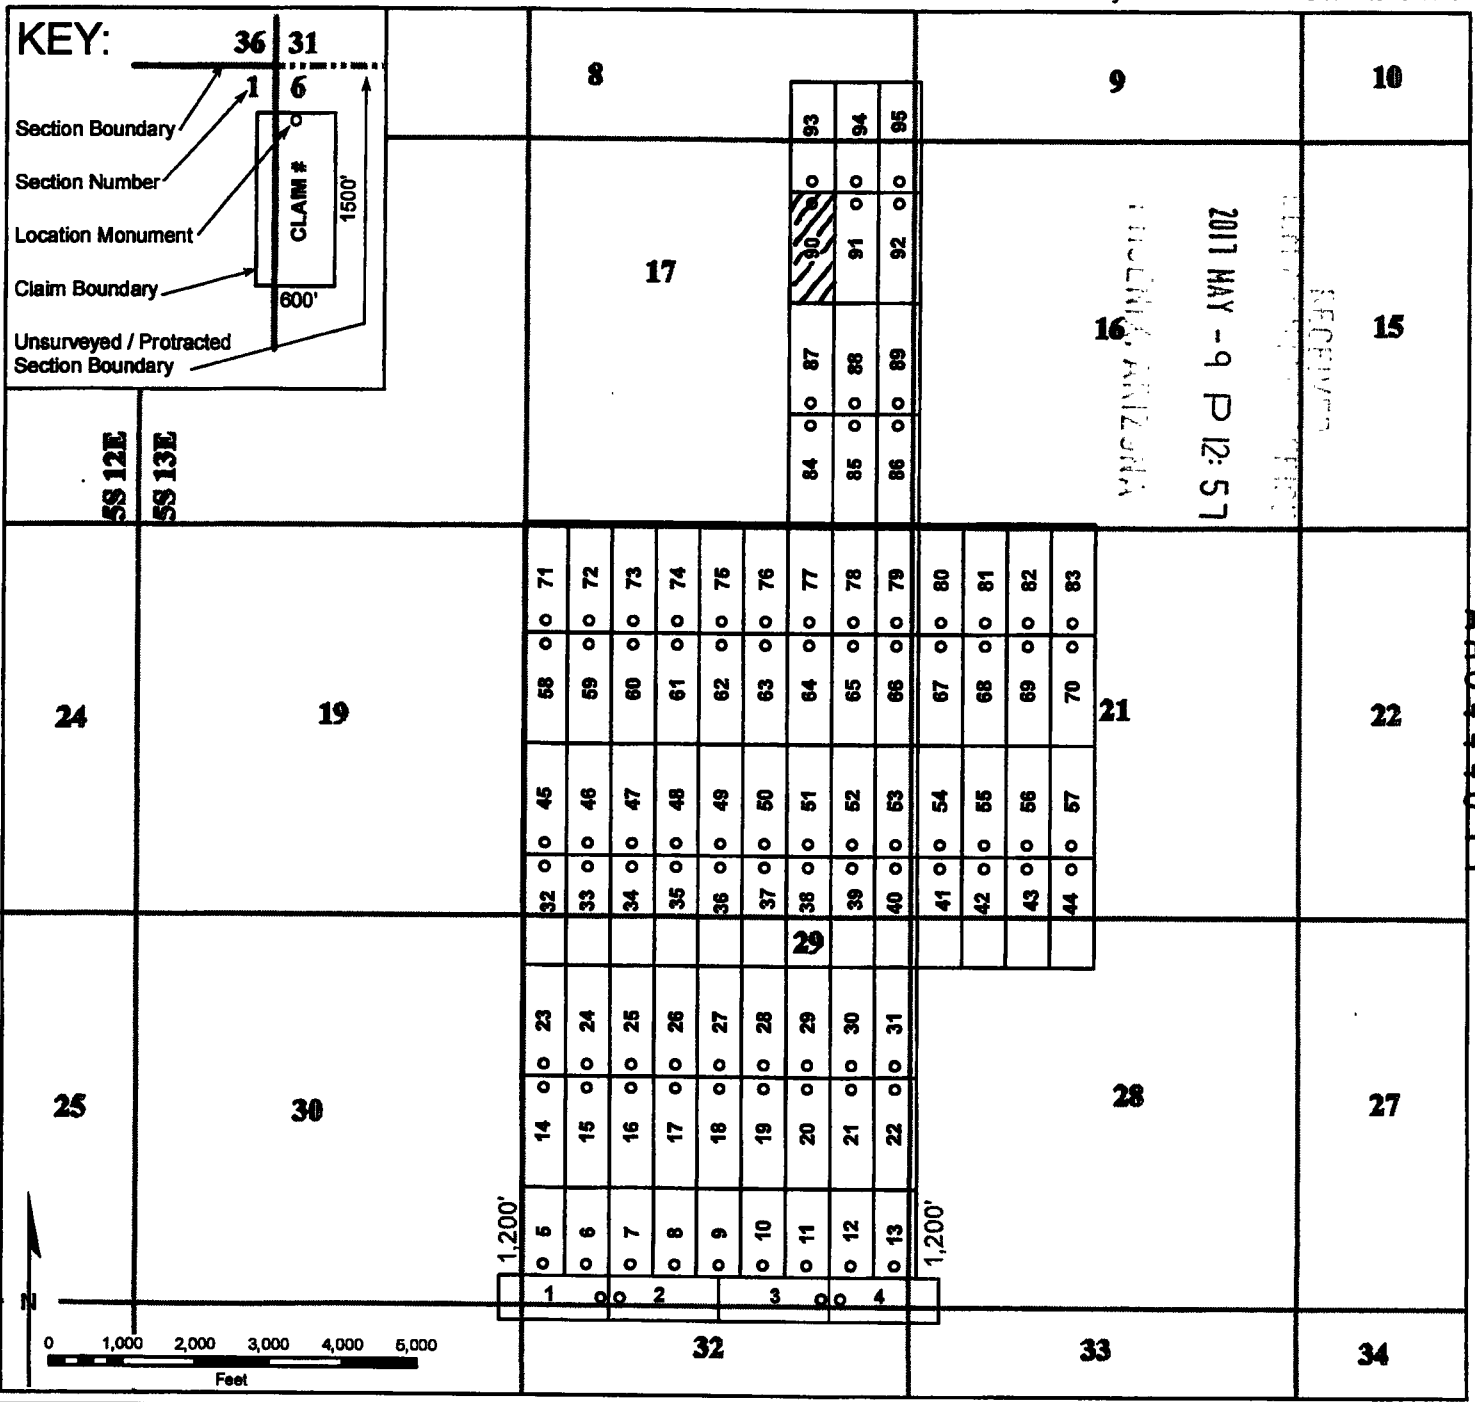 KEY:
36 31
1 6
Section Boundary
Section Number
Location Monument
Claim Boundary
Unsurveyed / Protracted
Section Boundary
CLAIM #
1500'
600'
8 9 10
93 94 95
17 16 15
90 91 92
87 88 89
84 85 86
2017 MAY -9 P 12: 57
RECEIVED
PHOENIX, ARIZONA
5S 12E
5S 13E
71 72 73 74 75 76 77 78 79 80 81 82 83
58 59 60 61 62 63 64 65 66 67 68 69 70
24 19 21 22
45 46 47 48 49 50 51 52 53 54 55 56 57
32 33 34 35 36 37 38 39 40 41 42 43 44
29
23 24 25 26 27 28 29 30 31
25 30 28 27
14 15 16 17 18 19 20 21 22
1,200' 5 6 7 8 9 10 11 12 13 1,200'
1 2 3 4
N
0 1,000 2,000 3,000 4,000 5,000
Feet
32 33 34